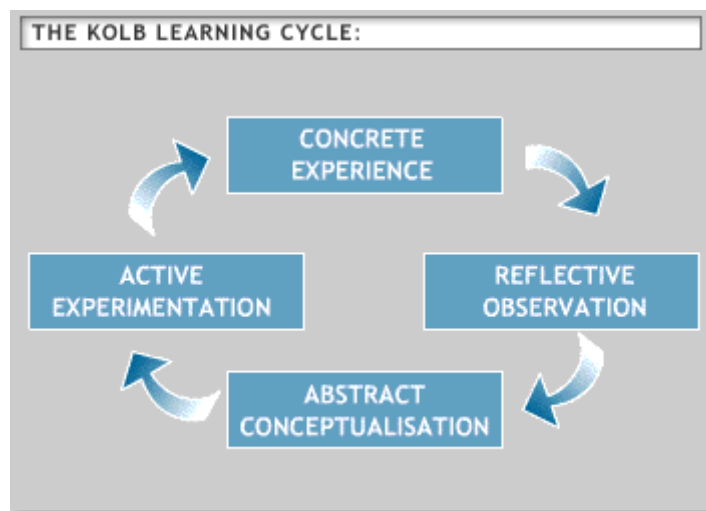 THE KOLB LEARNING CYCLE:
CONCRETE
EXPERIENCE
REFLECTIVE
OBSERVATION
ABSTRACT
CONCEPTUALISATION
ACTIVE
EXPERIMENTATION